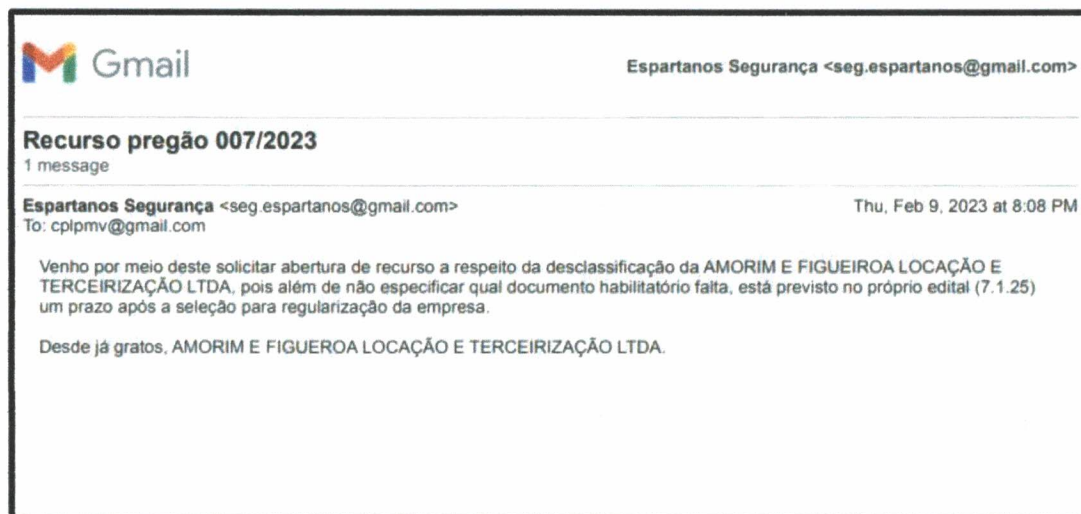 Gmail
Espartanos Segurança <seg.espartanos@gmail.com>
Recurso pregão 007/2023
1 message
Espartanos Segurança <seg.espartanos@gmail.com>
Thu, Feb 9, 2023 at 8:08 PM
To: cplpmv@gmail.com
Venho por meio deste solicitar abertura de recurso a respeito da desclassificação da AMORIM E FIGUEIROA LOCAÇÃO E
TERCEIRIZAÇÃO LTDA, pois além de não especificar qual documento habilitatório falta, está previsto no próprio edital (7.1.25)
um prazo após a seleção para regularização da empresa.
Desde já gratos, AMORIM E FIGUEROA LOCAÇÃO E TERCEIRIZAÇÃO LTDA.